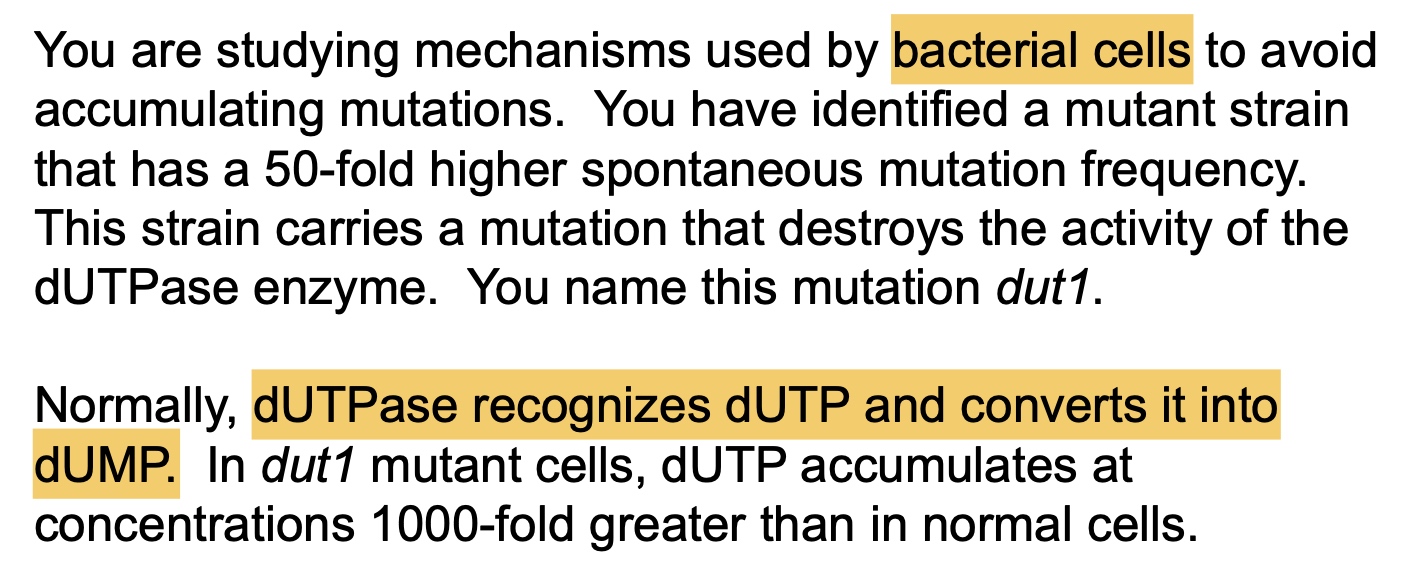 You are studying mechanisms used by bacterial cells to avoid
accumulating mutations.  You have identified a mutant strain
that has a 50-fold higher spontaneous mutation frequency.
This strain carries a mutation that destroys the activity of the
dUTPase enzyme.  You name this mutation dut1.
Normally, dUTPase recognizes dUTP and converts it into
dUMP.  In dut1 mutant cells, dUTP accumulates at
concentrations 1000-fold greater than in normal cells.